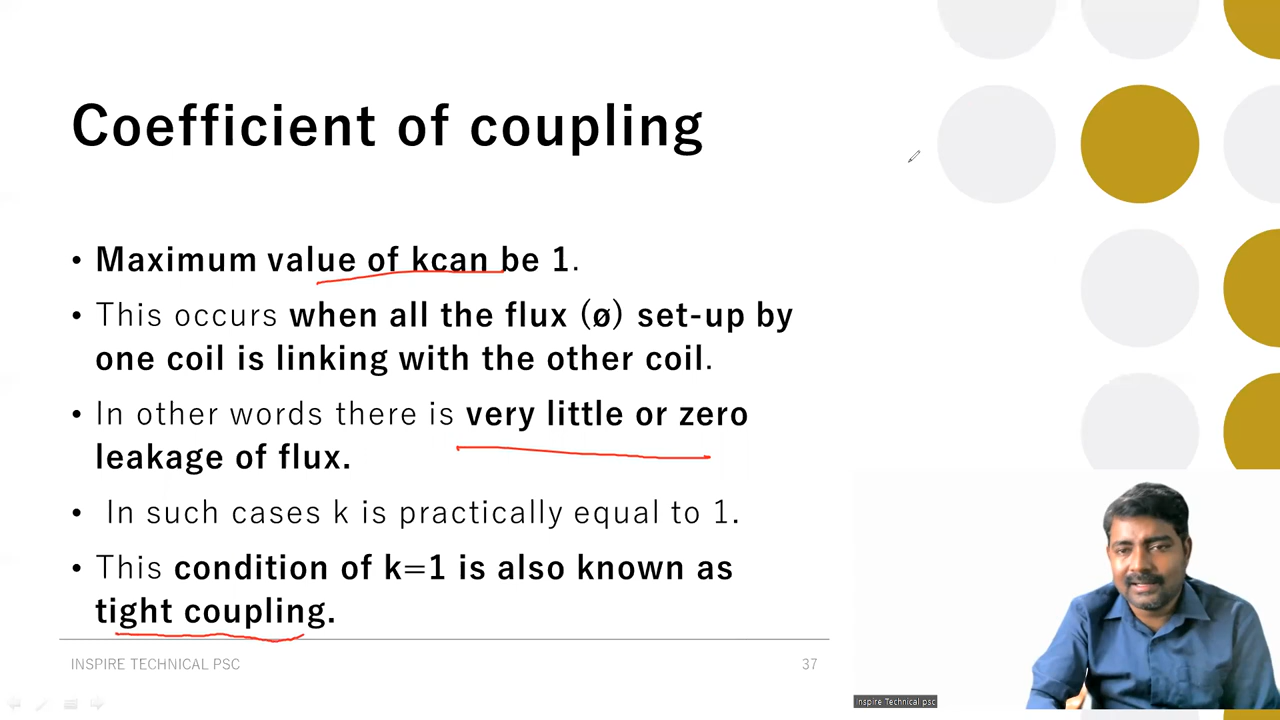 Coefficient of coupling
• Maximum value of kcan be 1.
• This occurs when all the flux (ø) set-up by
one coil is linking with the other coil.
• In other words there is very little or zero
leakage of flux.
• In such cases k is practically equal to 1.
• This condition of k=1 is also known as
tight coupling.
INSPIRE TECHNICAL PSC
37
Inspire Technical psc